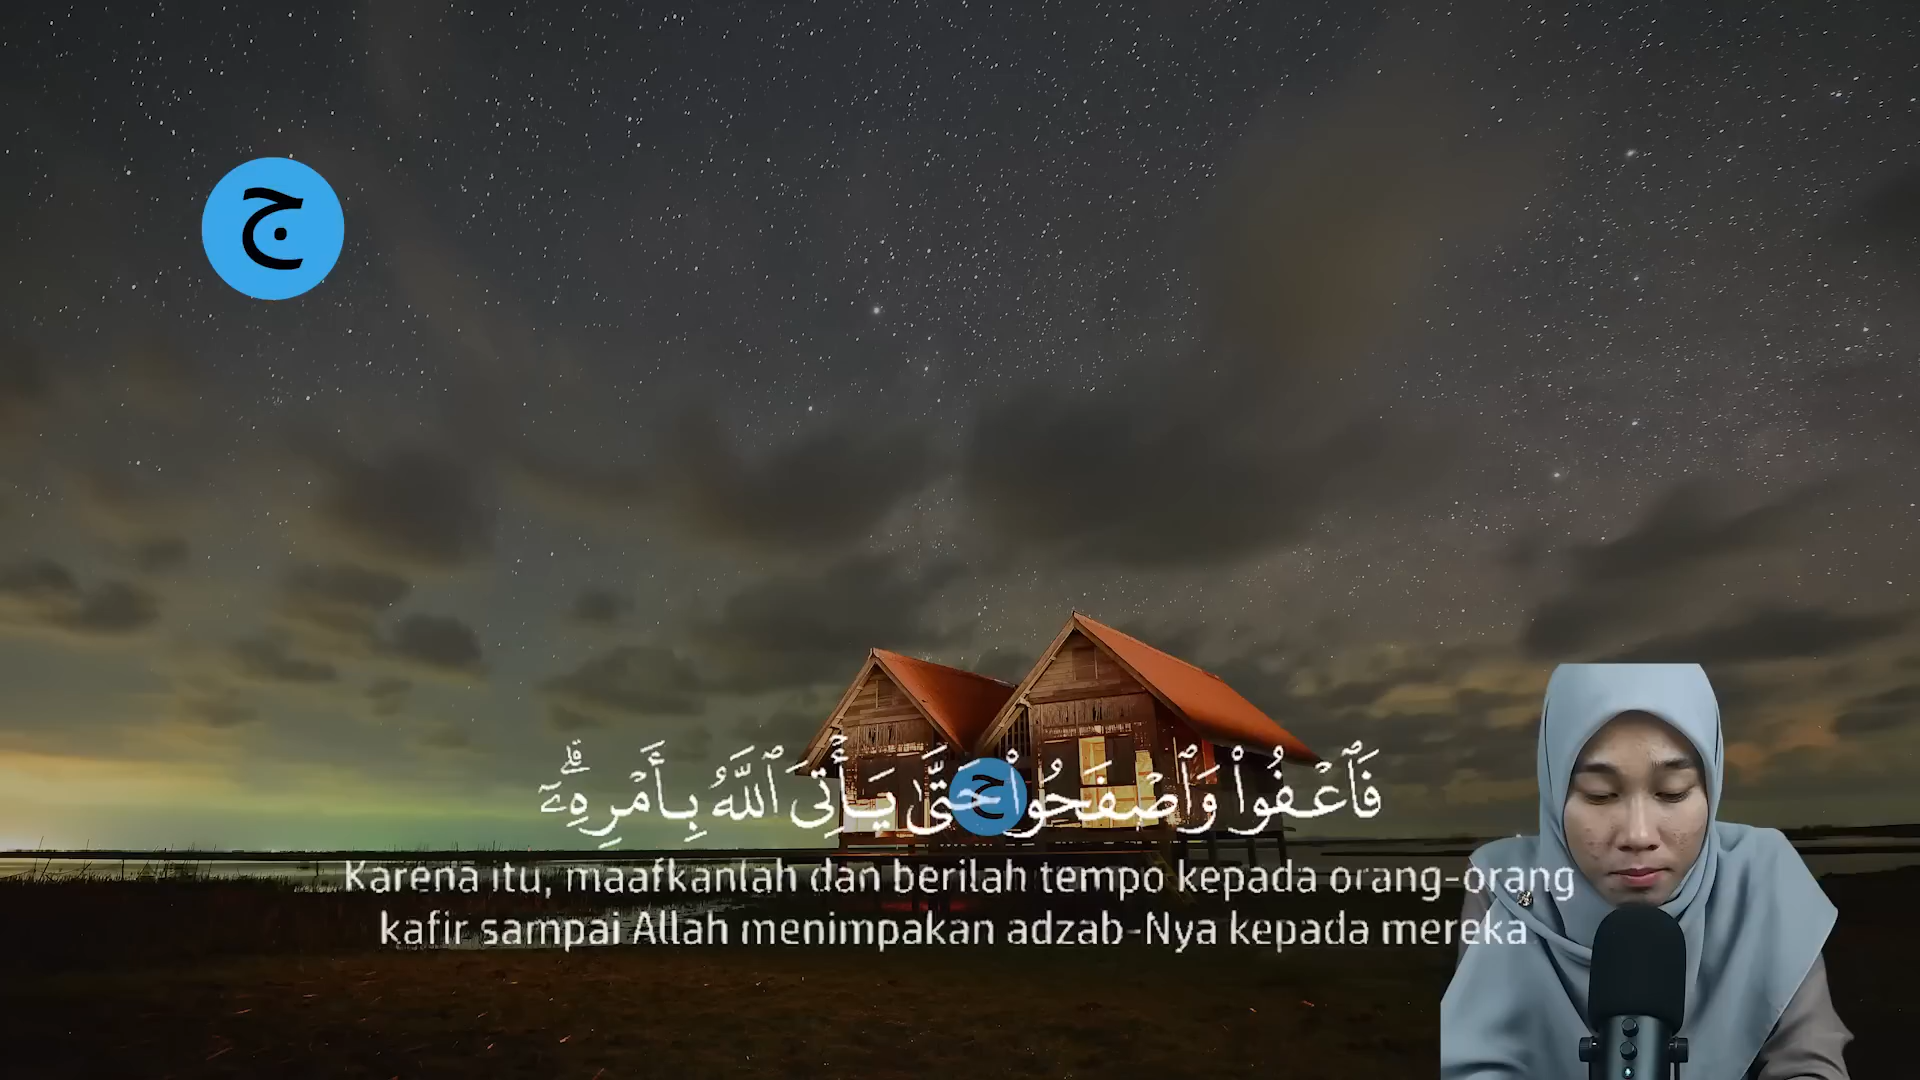 ج
فَٱعْفُوا۟ وَٱصْفَحُوا۟ حَتَّىٰ يَأْتِىَ ٱللَّهُ بِأَمْرِهِۦٓ ۗ
ج
Karena itu, maafkanlah dan berilah tempo kepada orang-orang
kafir sampai Allah menimpakan adzab-Nya kepada mereka